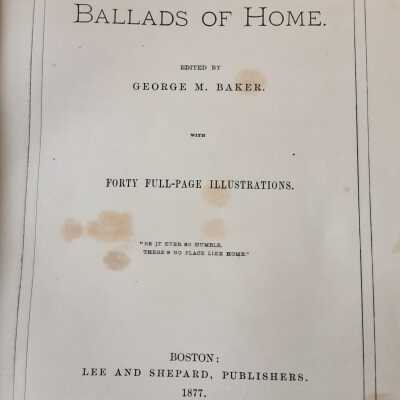 BALLADS OF HOME.
EDITED BY
GEORGE M. BAKER.
WITH
FORTY FULL-PAGE ILLUSTRATIONS.
"BE IT EVER SO HUMBLE,
THERE'S NO PLACE LIKE HOME"
BOSTON:
LEE AND SHEPARD, PUBLISHERS.
1877.